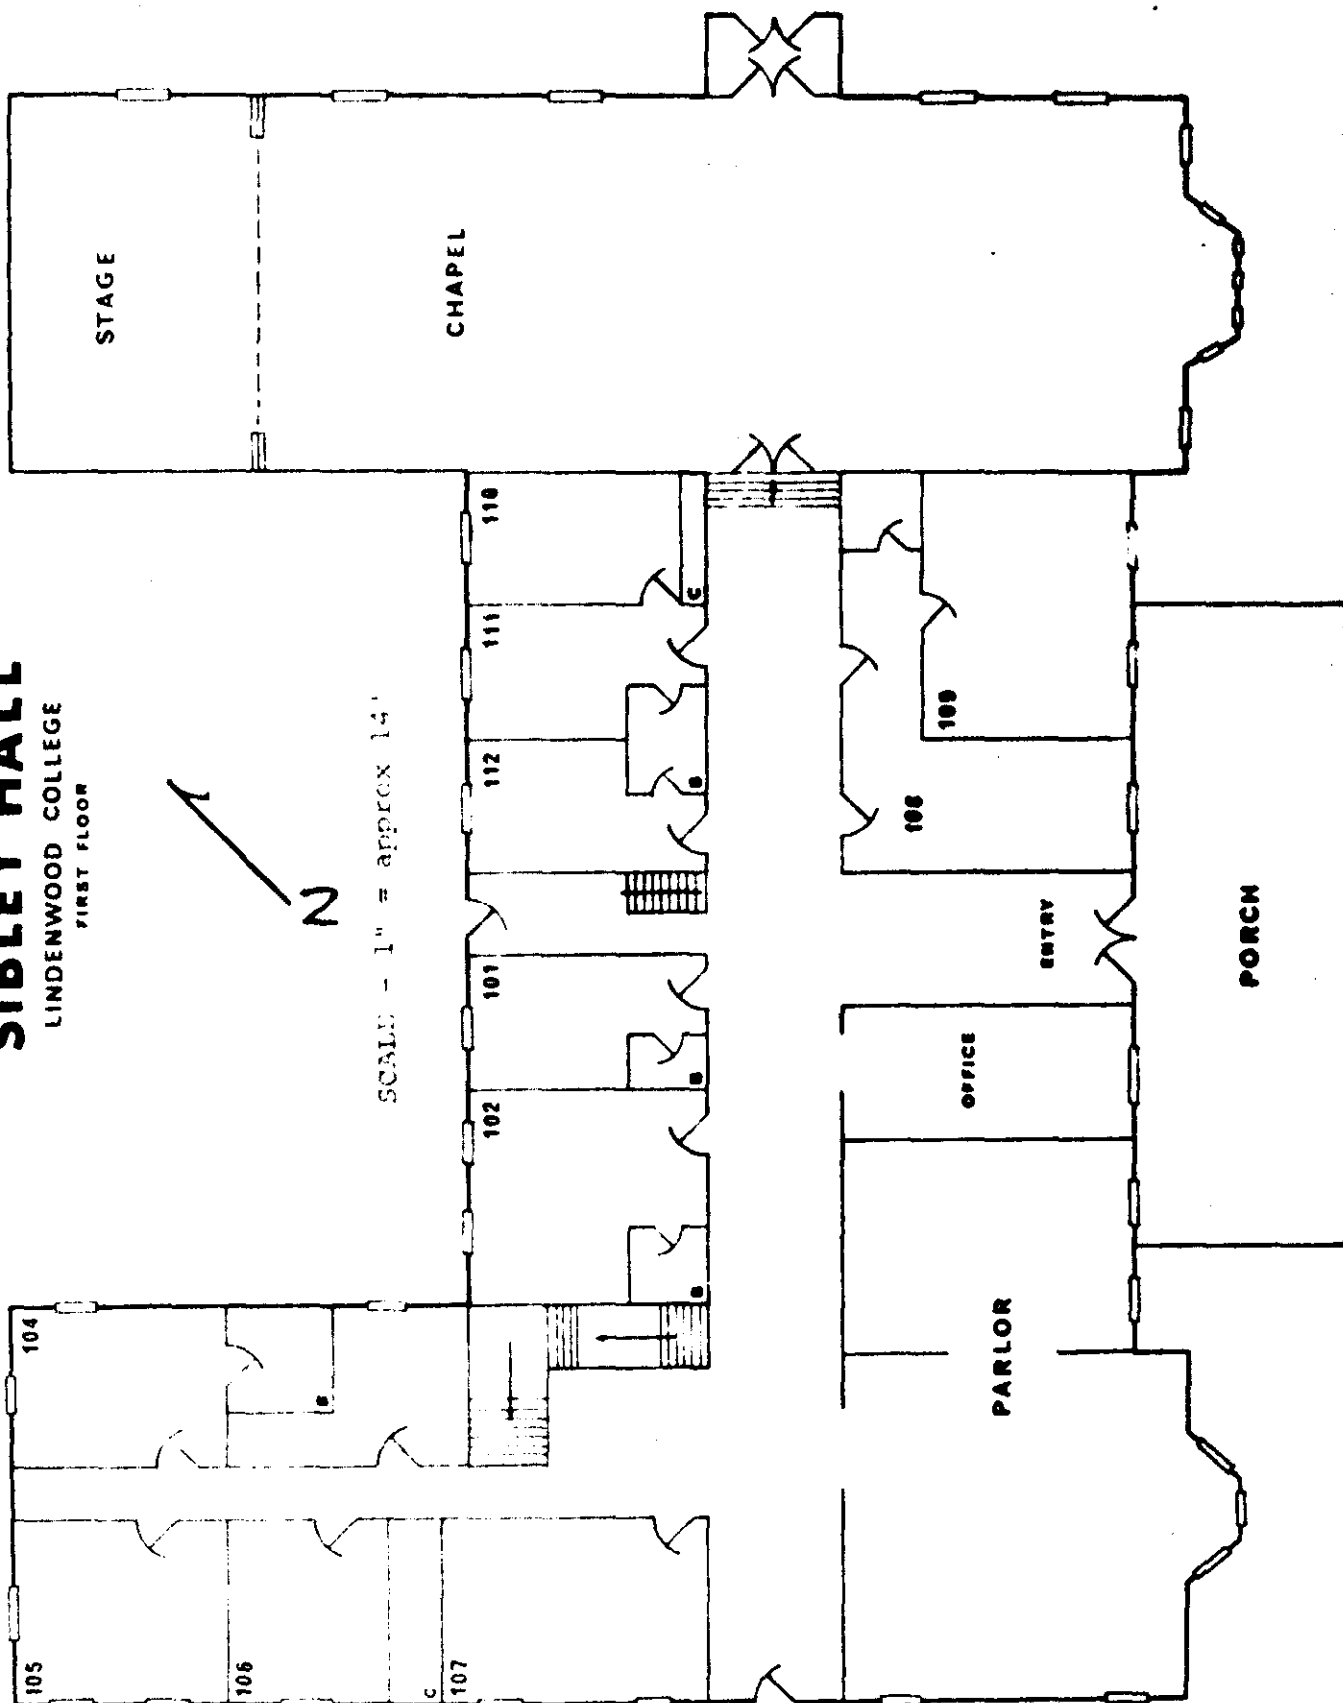 SIBLEY HALL
LINDENWOOD COLLEGE
FIRST FLOOR
N
SCALE - 1" = approx 14'
STAGE
CHAPEL
104
105
106
C
107
B
102
B
101
B
112
B
111
110
C
109
108
ENTRY
OFFICE
PARLOR
PORCH